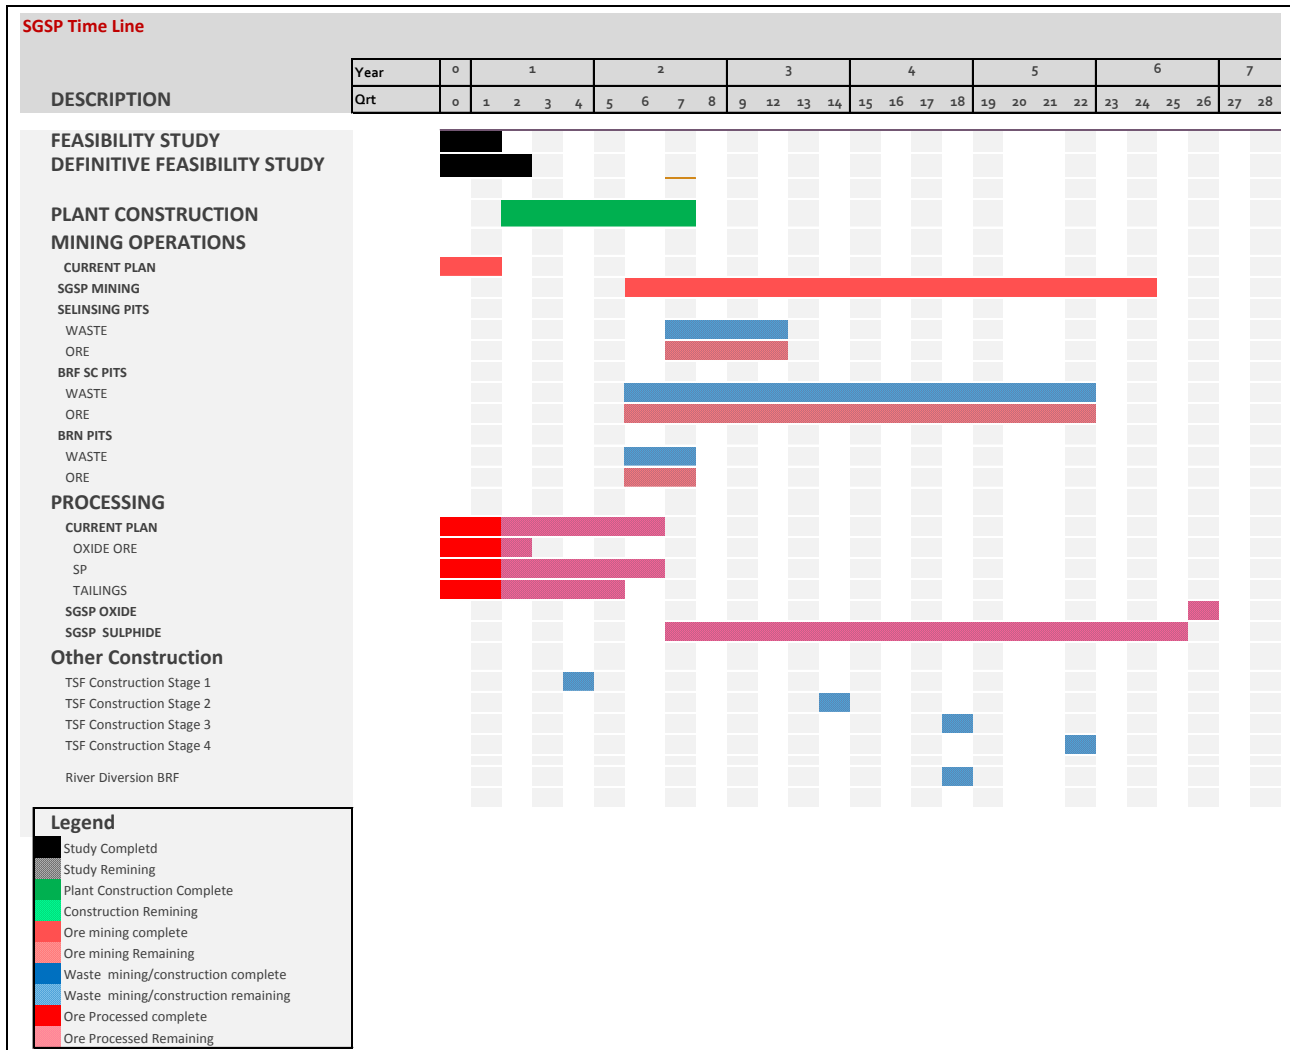 SGSP Time Line
Year 0 1 2 3 4 5 6 7
DESCRIPTION Qrt 0 1 2 3 4 5 6 7 8 9 12 13 14 15 16 17 18 19 20 21 22 23 24 25 26 27 28
FEASIBILITY STUDY
DEFINITIVE FEASIBILITY STUDY
PLANT CONSTRUCTION
MINING OPERATIONS
CURRENT PLAN
SGSP MINING
SELINSING PITS
WASTE
ORE
BRF SC PITS
WASTE
ORE
BRN PITS
WASTE
ORE
PROCESSING
CURRENT PLAN
OXIDE ORE
SP
TAILINGS
SGSP OXIDE
SGSP SULPHIDE
Other Construction
TSF Construction Stage 1
TSF Construction Stage 2
TSF Construction Stage 3
TSF Construction Stage 4
River Diversion BRF
Legend
Study Completd
Study Remining
Plant Construction Complete
Construction Remining
Ore mining complete
Ore mining Remaining
Waste mining/construction complete
Waste mining/construction remaining
Ore Processed complete
Ore Processed Remaining